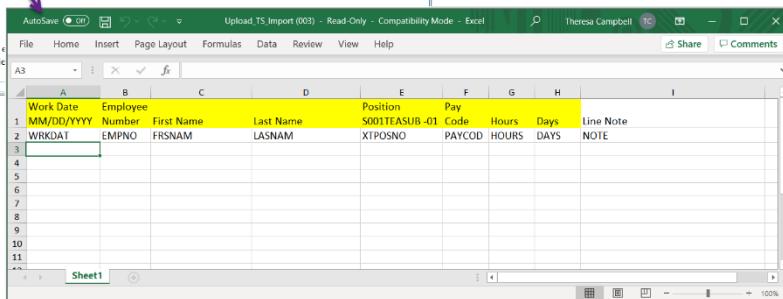 AutoSave Off Upload_TS_Import (003) - Read-Only - Compatibility Mode - Excel Theresa Campbell TC
File Home Insert Page Layout Formulas Data Review View Help Share Comments
A3 fx
A B C D E F G H I
Work Date Employee Position Pay
1 MM/DD/YYYY Number First Name Last Name S001TEASUB -01 Code Hours Days Line Note
2 WRKDAT EMPNO FRSNAM LASNAM XTPOSNO PAYCOD HOURS DAYS NOTE
3
4
5
6
7
8
9
10
11
Sheet1
100%